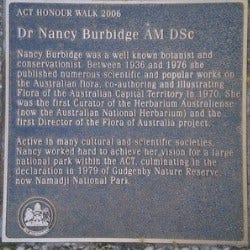 ACT HONOUR WALK 2006
Dr Nancy Burbidge AM DSc
Nancy Burbidge was a well known botanist and
conservationist. Between 1936 and 1976 she
published numerous scientific and popular works on
the Australian flora, co-authoring and illustrating
Flora of the Australian Capital Territory in 1970. She
was the first Curator of the Herbarium Australiense
(now the Australian National Herbarium) and the
first Director of the Flora of Australia project.
Active in many cultural and scientific societies,
Nancy worked hard to achieve her vision for a large
national park within the ACT, culminating in the
declaration in 1979 of Gudgenby Nature Reserve,
now Namadji National Park.